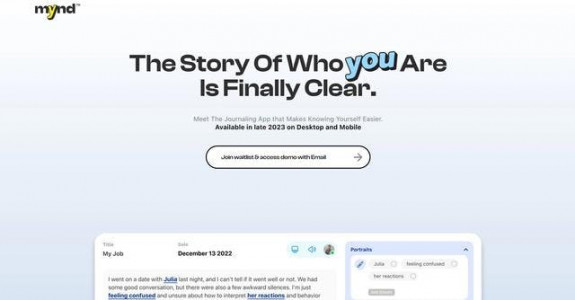 mynd™
The Story Of Who you Are
Is Finally Clear.
Meet The Journaling App that Makes Knowing Yourself Easier.
Available in late 2023 on Desktop and Mobile
Join waitlist & access demo with Email
Title
Date
My Job
December 13 2022
I went on a date with Julia last night, and I can't tell if it went well or not. We had
some good conversation, but there were also a few awkward silences. I'm just
feeling confused and unsure about how to interpret her reactions and behavior
Portraits
Julia
feeling confused
her reactions